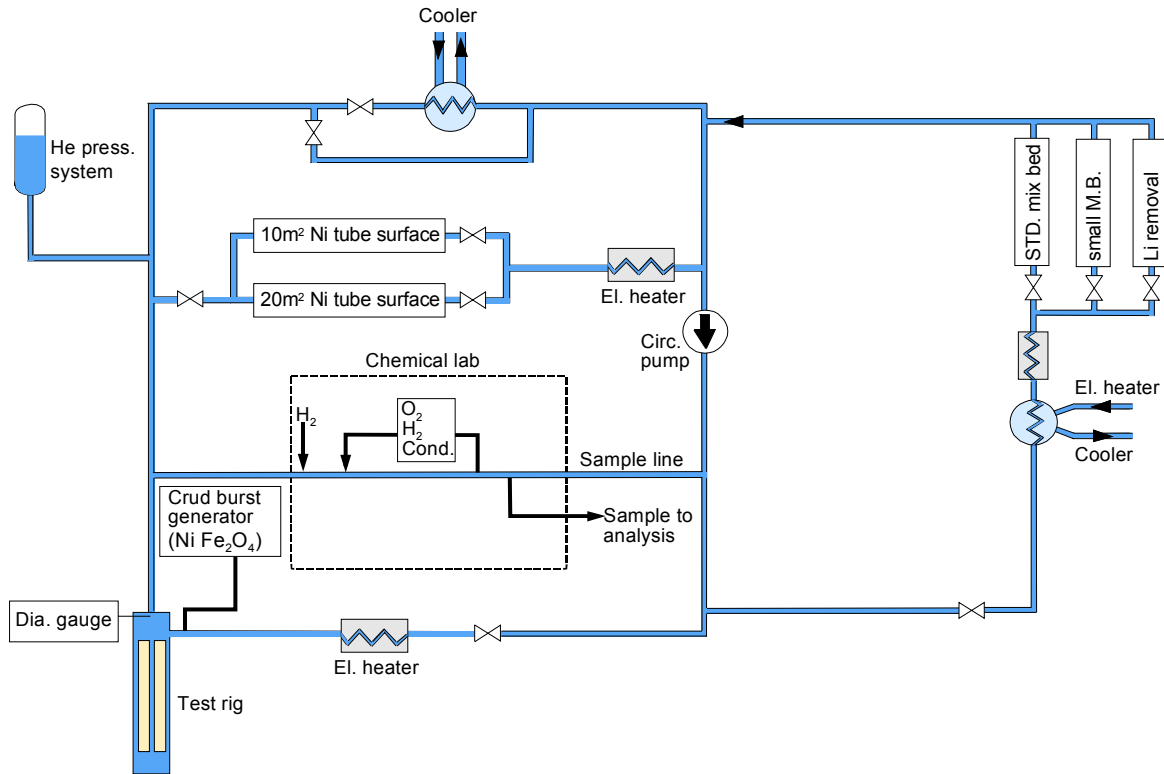 Cooler
He press.
system
10m² Ni tube surface
20m² Ni tube surface
El. heater
Circ.
pump
STD. mix bed
small M.B.
Li removal
El. heater
Cooler
Chemical lab
H₂
O₂
H₂
Cond.
Sample line
Sample to
analysis
Crud burst
generator
(Ni Fe₂O₄)
Dia. gauge
El. heater
Test rig